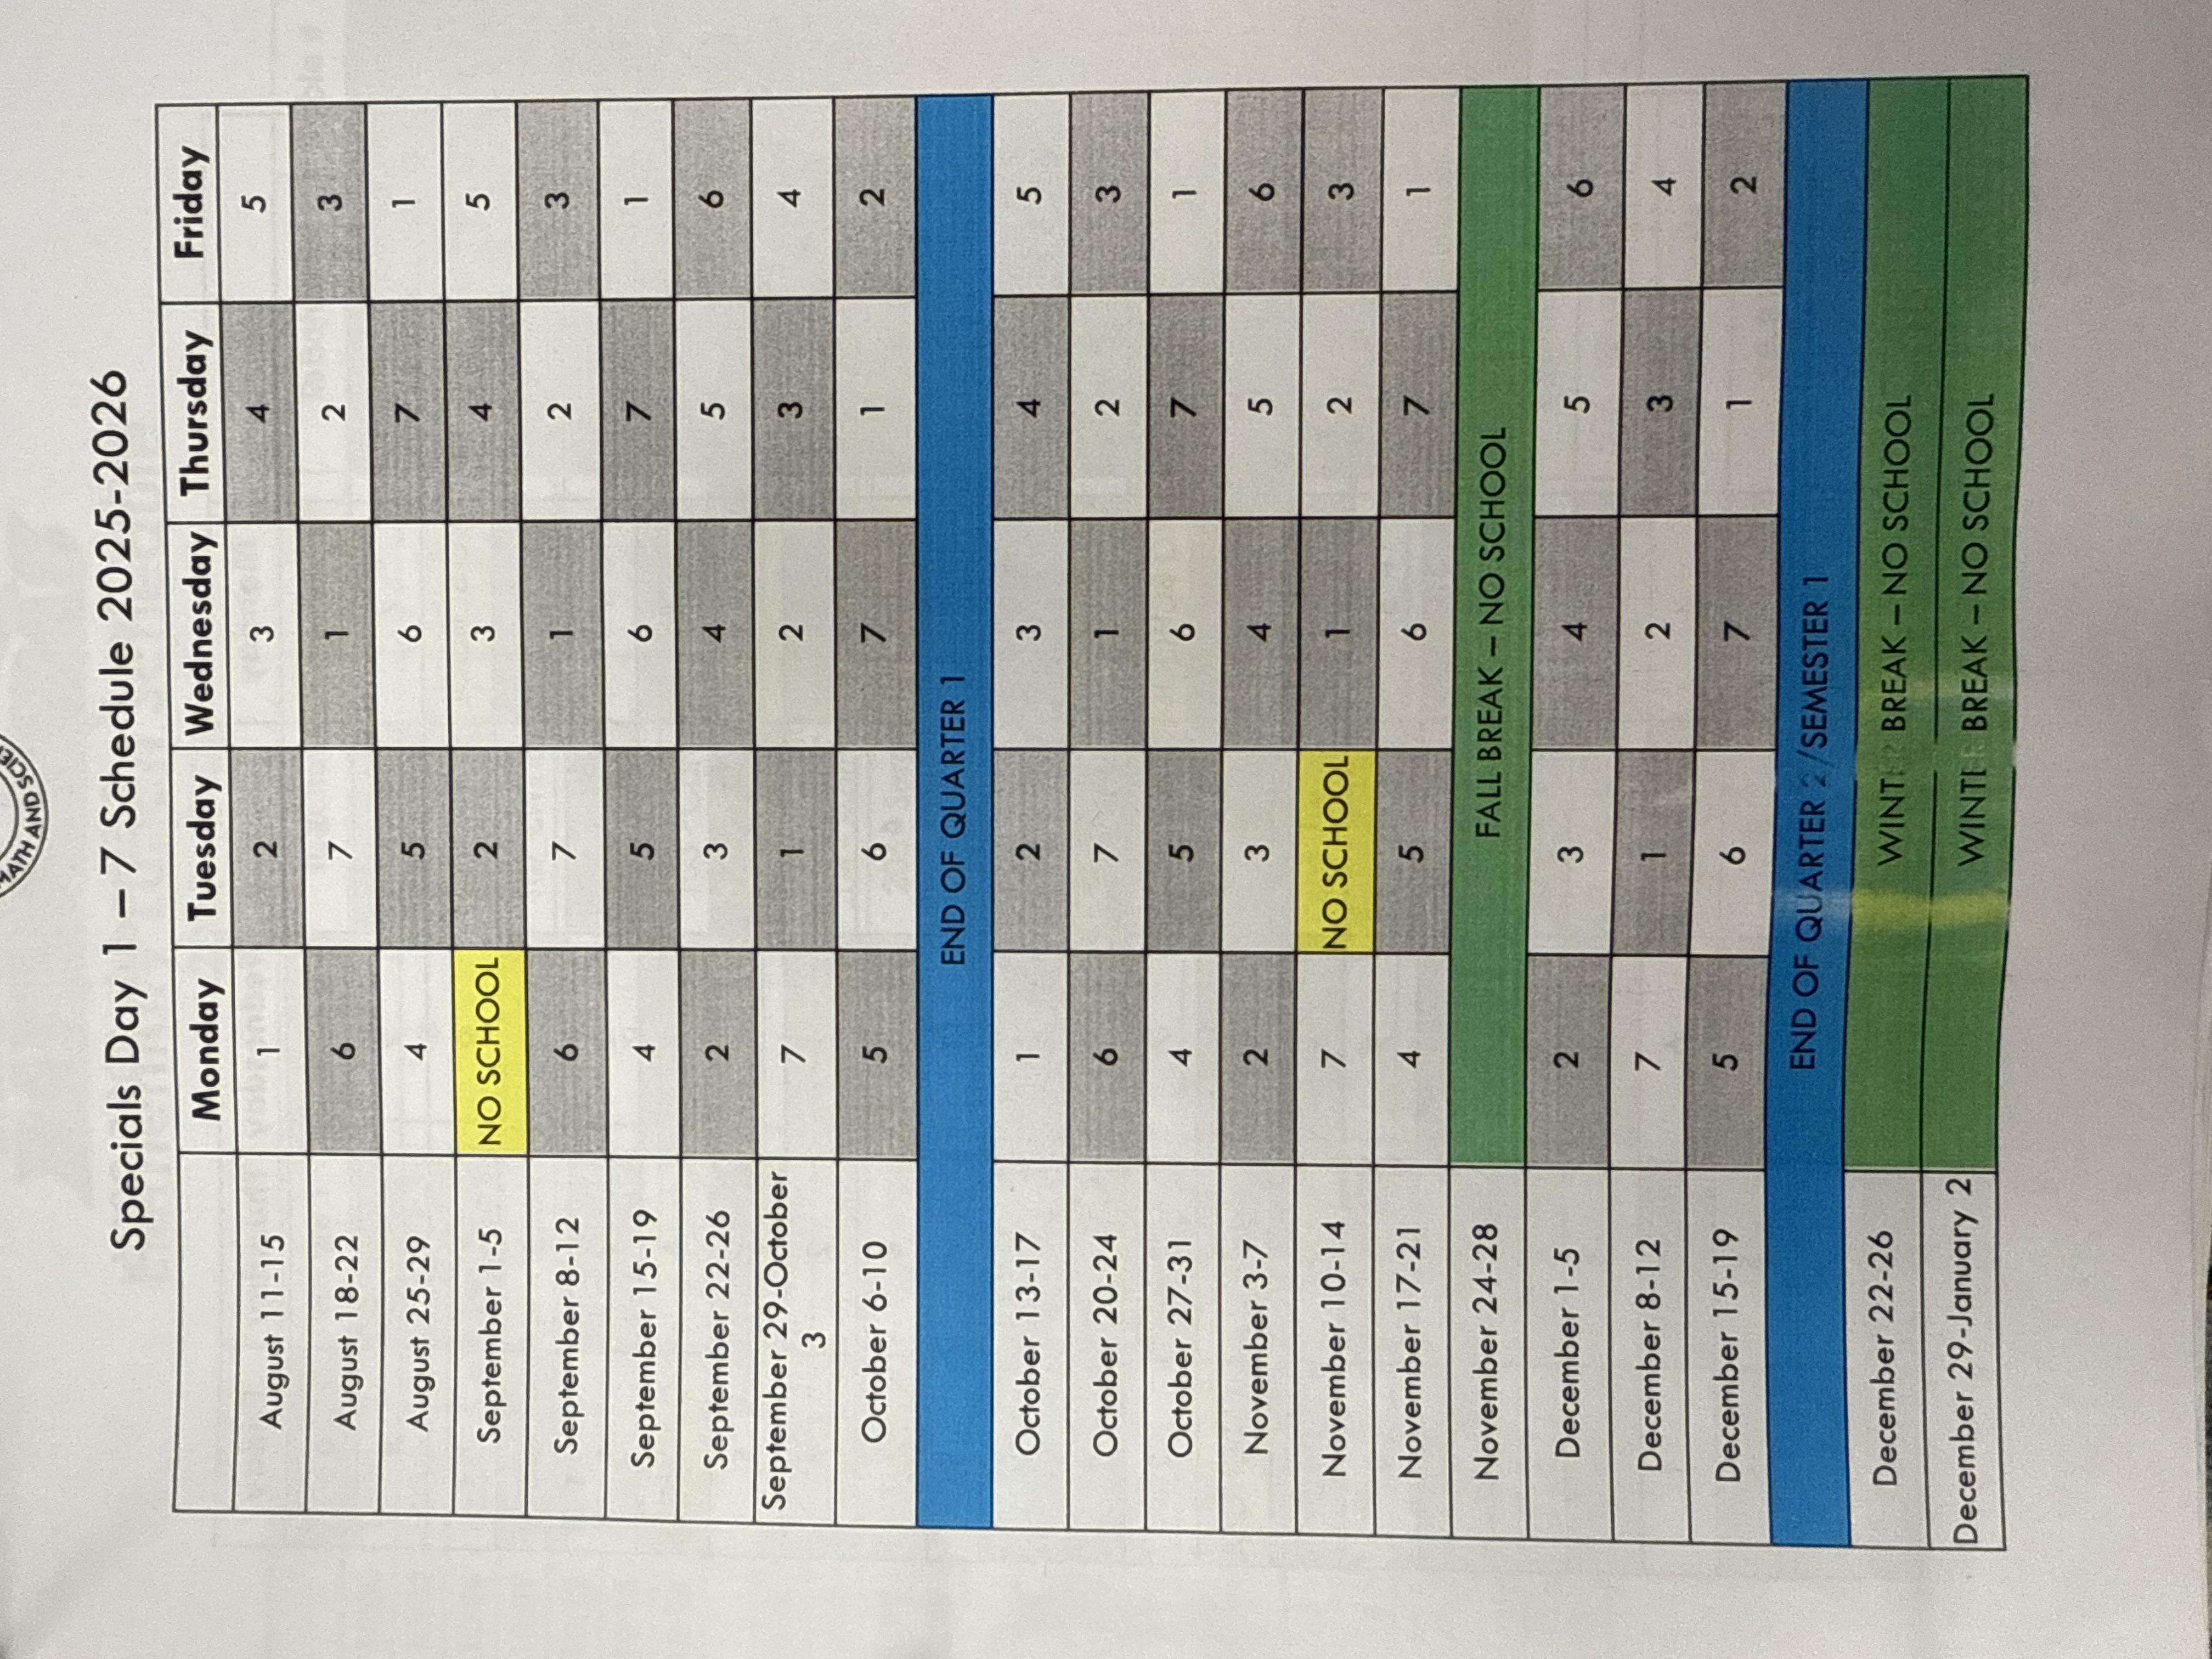 MATH AND SCIE
Specials Day 1 – 7 Schedule 2025-2026
Monday Tuesday Wednesday Thursday Friday
August 11-15 1 2 3 4 5
August 18-22 6 7 1 2 3
August 25-29 4 5 6 7 1
September 1-5 NO SCHOOL 2 3 4 5
September 8-12 6 7 1 2 3
September 15-19 4 5 6 7 1
September 22-26 2 3 4 5 6
September 29-October
3 7 1 2 3 4
October 6-10 5 6 7 1 2
END OF QUARTER 1
October 13-17 1 2 3 4 5
October 20-24 6 7 1 2 3
October 27-31 4 5 6 7 1
November 3-7 2 3 4 5 6
November 10-14 7 NO SCHOOL 1 2 3
November 17-21 4 5 6 7 1
November 24-28 FALL BREAK – NO SCHOOL
December 1-5 2 3 4 5 6
December 8-12 7 1 2 3 4
December 15-19 5 6 7 1 2
END OF QUARTER 2/SEMESTER 1
December 22-26 WINTER BREAK – NO SCHOOL
December 29-January 2 WINTER BREAK – NO SCHOOL